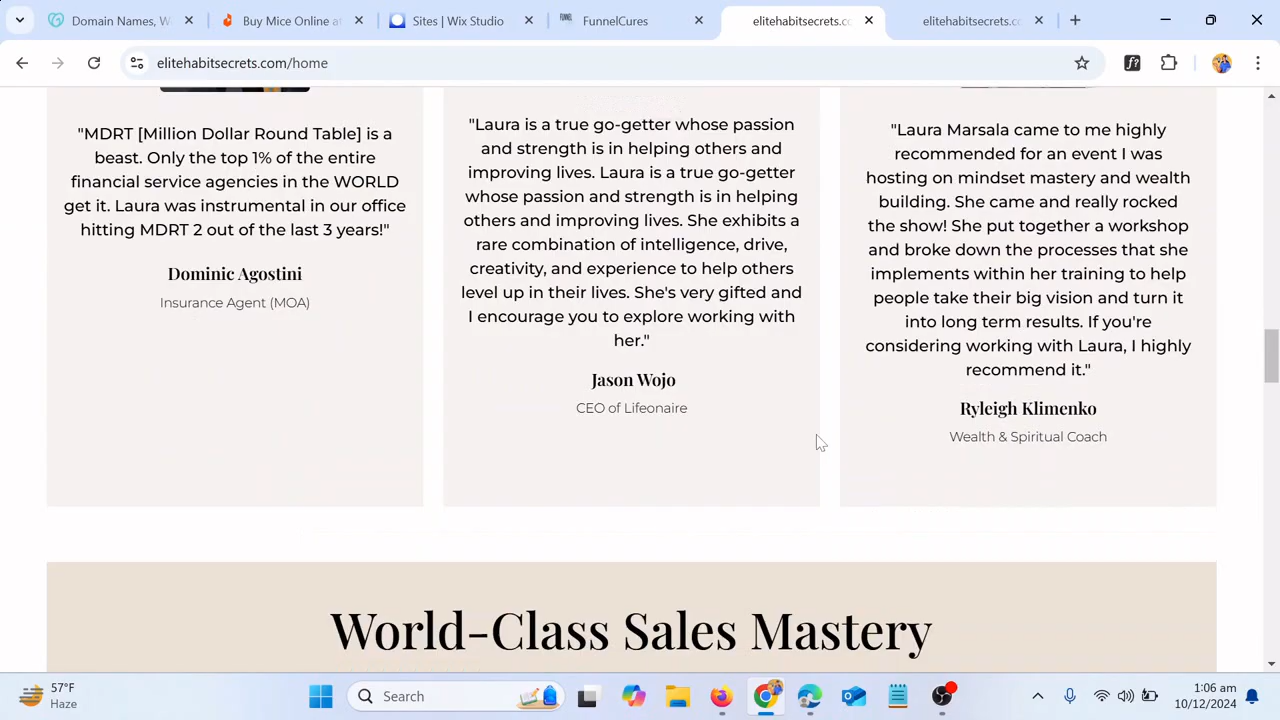 Domain Names, W
Buy Mice Online a
Sites | Wix Studio
FUNNEL
FunnelCures
elitehabitsecrets.co
elitehabitsecrets.co
elitehabitsecrets.com/home
f?
"MDRT [Million Dollar Round Table] is a
beast. Only the top 1% of the entire
financial service agencies in the WORLD
get it. Laura was instrumental in our office
hitting MDRT 2 out of the last 3 years!"
Dominic Agostini
Insurance Agent (MOA)
"Laura is a true go-getter whose passion
and strength is in helping others and
improving lives. Laura is a true go-getter
whose passion and strength is in helping
others and improving lives. She exhibits a
rare combination of intelligence, drive,
creativity, and experience to help others
level up in their lives. She's very gifted and
I encourage you to explore working with
her."
Jason Wojo
CEO of Lifeonaire
"Laura Marsala came to me highly
recommended for an event I was
hosting on mindset mastery and wealth
building. She came and really rocked
the show! She put together a workshop
and broke down the processes that she
implements within her training to help
people take their big vision and turn it
into long term results. If you're
considering working with Laura, I highly
recommend it."
Ryleigh Klimenko
Wealth & Spiritual Coach
World-Class Sales Mastery
57°F
Haze
Search
1:06 am
10/12/2024